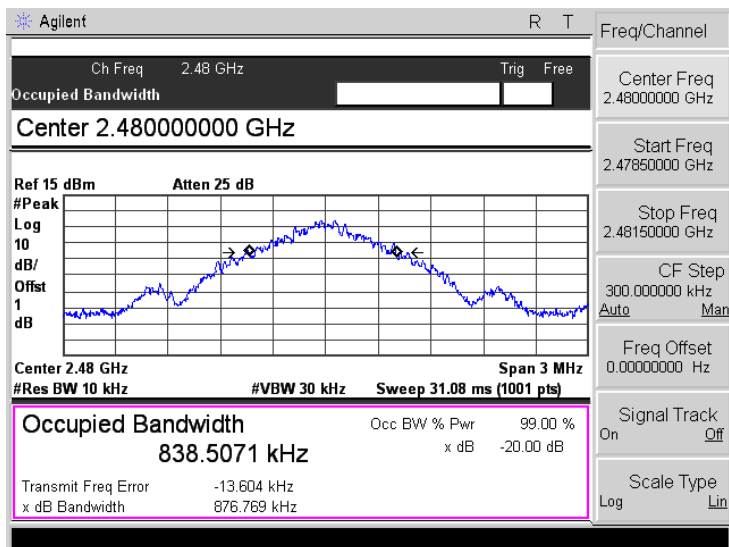 Agilent
R T
Ch Freq 2.48 GHz Trig Free
Occupied Bandwidth
Center 2.480000000 GHz
Ref 15 dBm Atten 25 dB
#Peak
Log
10
dB/
Offst
1
dB
Center 2.48 GHz Span 3 MHz
#Res BW 10 kHz #VBW 30 kHz Sweep 31.08 ms (1001 pts)
Occupied Bandwidth
838.5071 kHz
Occ BW % Pwr 99.00 %
x dB -20.00 dB
Transmit Freq Error -13.604 kHz
x dB Bandwidth 876.769 kHz
Freq/Channel
Center Freq
2.48000000 GHz
Start Freq
2.47850000 GHz
Stop Freq
2.48150000 GHz
CF Step
300.000000 kHz
Auto Man
Freq Offset
0.00000000 Hz
Signal Track
On Off
Scale Type
Log Lin